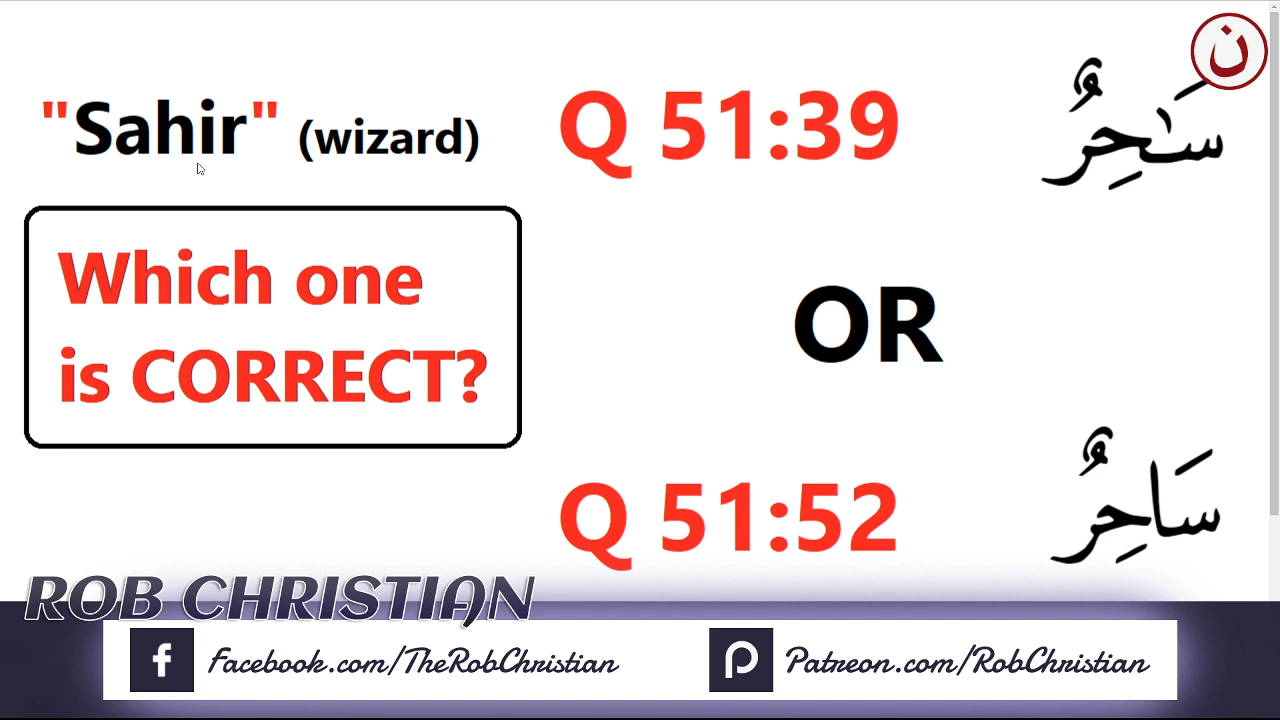 "Sahir" (wizard) Q 51:39 سَـٰحِرٌ
ن
Which one
is CORRECT?
OR
Q 51:52 سَاحِرٌ
ROB CHRISTIAN
f Facebook.com/TheRobChristian
Patreon.com/RobChristian